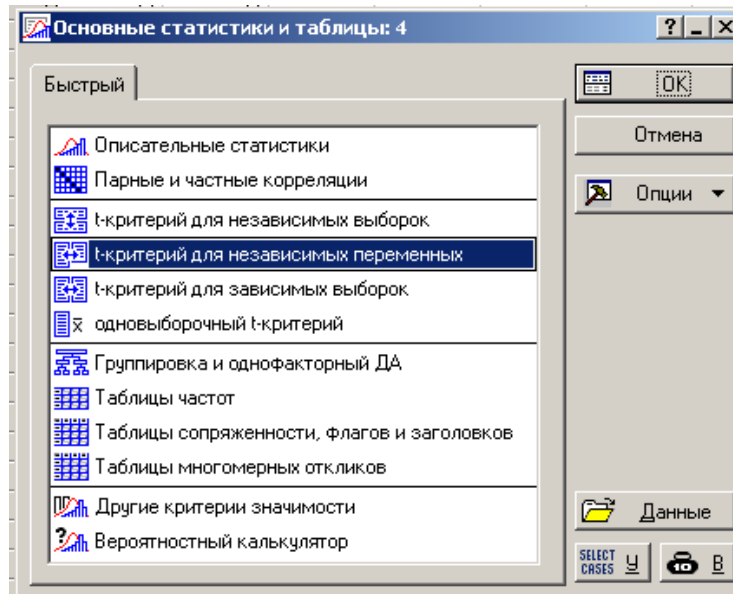 Основные статистики и таблицы: 4
Быстрый
OK
Отмена
Опции
Описательные статистики
Парные и частные корреляции
t-критерий для независимых выборок
t-критерий для независимых переменных
t-критерий для зависимых выборок
одновыборочный t-критерий
Группировка и однофакторный ДА
Таблицы частот
Таблицы сопряженности, флагов и заголовков
Таблицы многомерных откликов
Другие критерии значимости
Вероятностный калькулятор
Данные
SELECT
CASES У В